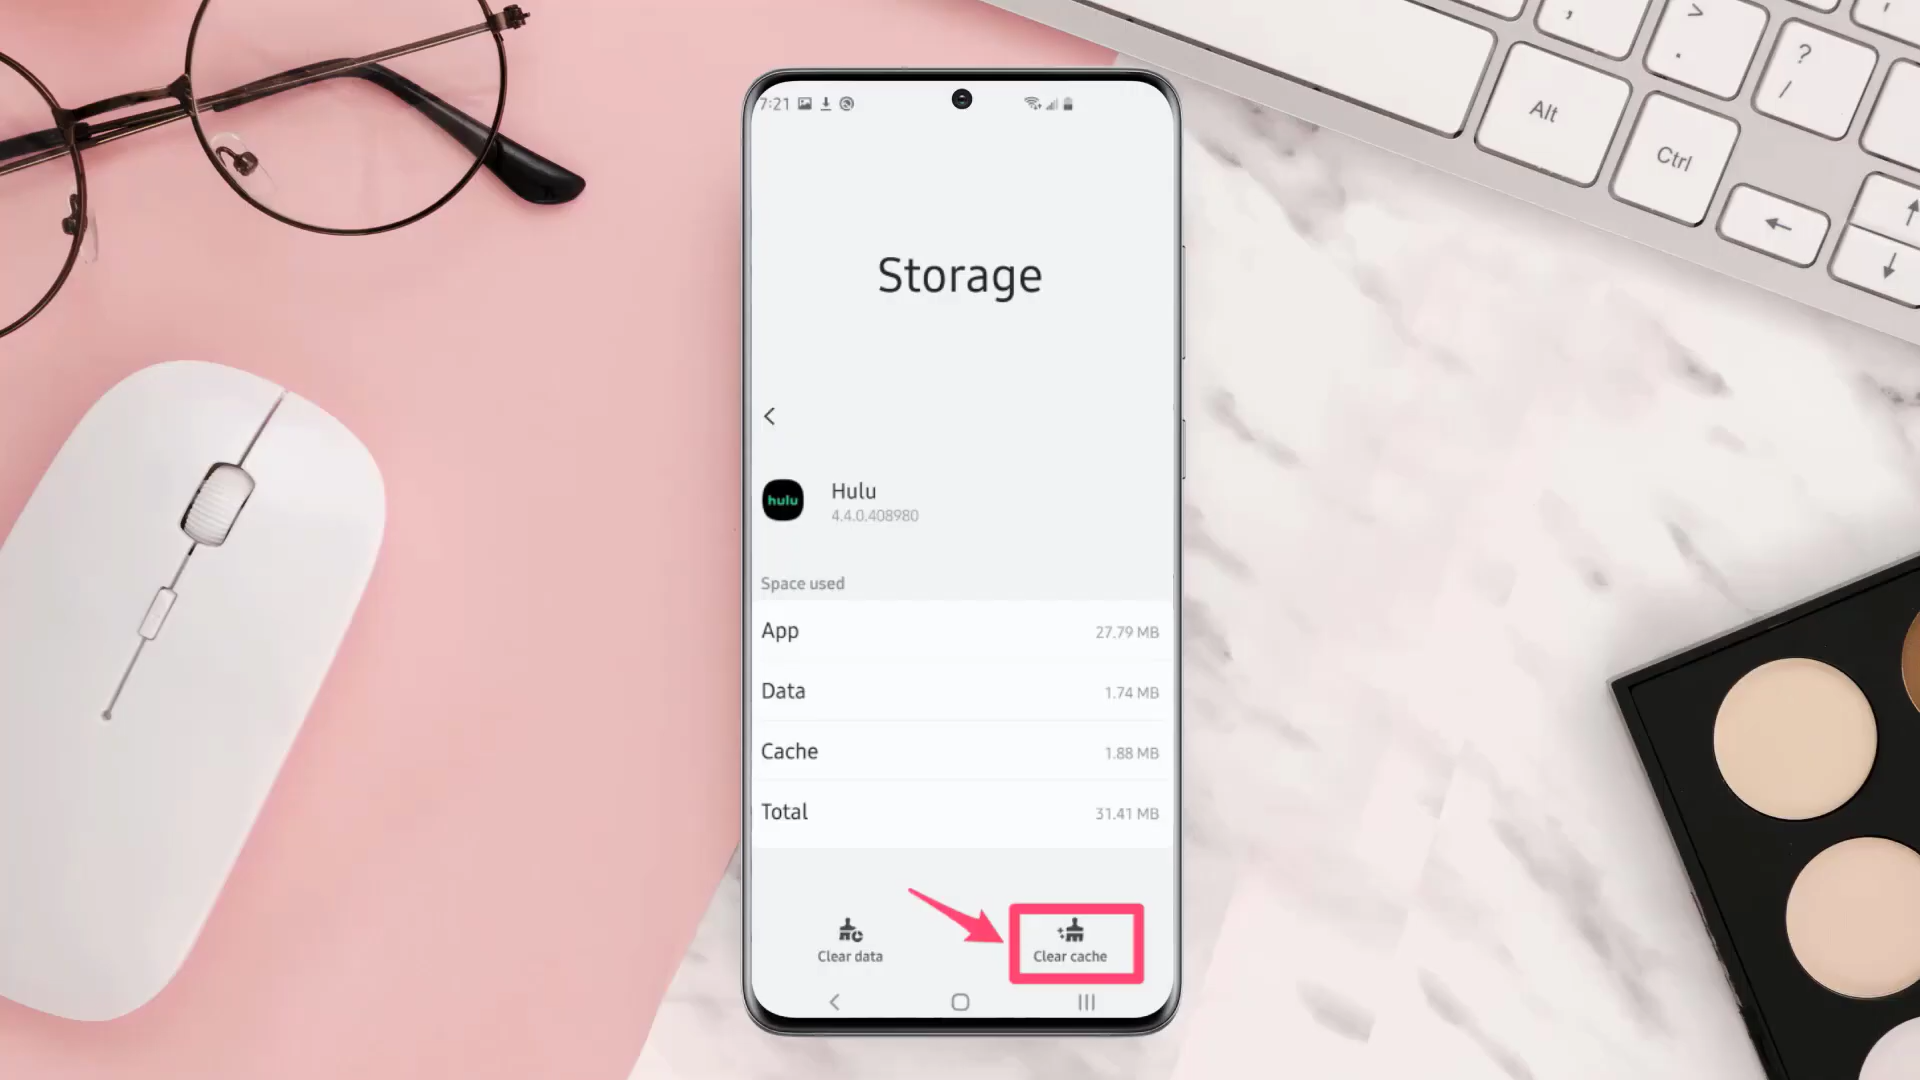 7:21
Storage
hulu
Hulu
4.4.0.408980
Space used
App 27.79 MB
Data 1.74 MB
Cache 1.88 MB
Total 31.41 MB
Clear data
Clear cache
Alt
Ctrl
,
>
.
?
/